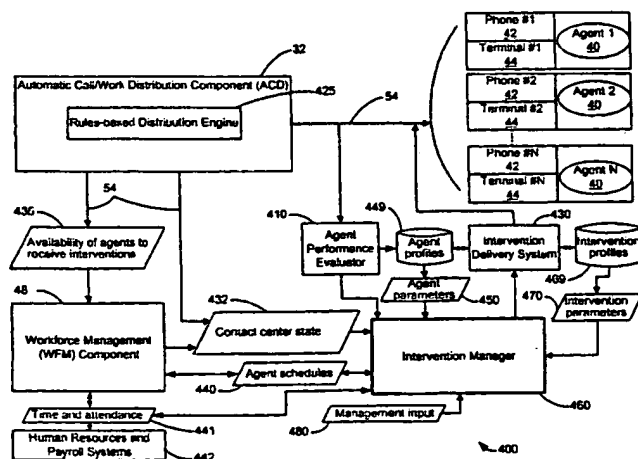 32
Automatic Call/Work Distribution Component (ACD)
425
Rules-based Distribution Engine
54
Phone #1
42
Terminal #1
44
Agent 1
40
Phone #2
42
Terminal #2
44
Agent 2
40
Phone #N
42
Terminal #N
44
Agent N
40
54
436
Availability of agents to
receive interventions
410
Agent
Performance
Evaluator
449
Agent
profiles
430
Intervention
Delivery System
Intervention
profiles
469
Agent
parameters
450
470
Intervention
parameters
48
Workforce Management
(WFM) Component
432
Contact center
state
Intervention Manager
460
Agent schedules
440
Time and attendance
441
Management input
480
Human Resources and
Payroll Systems
442
400